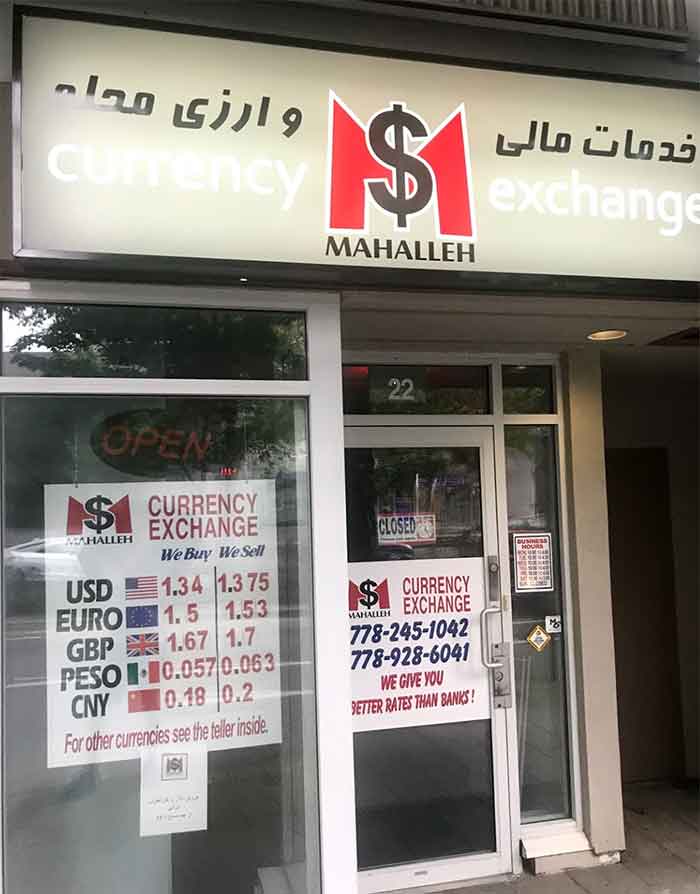 خدمات مالی
و ارزی محله
currency exchange
$
MAHALLEH
22
OPEN
$
MAHALLEH
CURRENCY
EXCHANGE
We Buy We Sell
USD 1.34 1.375
EURO 1.5 1.53
GBP 1.67 1.7
PESO 0.057 0.063
CNY 0.18 0.2
For other currencies see the teller inside.
CLOSED
$
MAHALLEH
CURRENCY
EXCHANGE
778-245-1042
778-928-6041
WE GIVE YOU
BETTER RATES THAN BANKS !
BUSINESS
HOURS